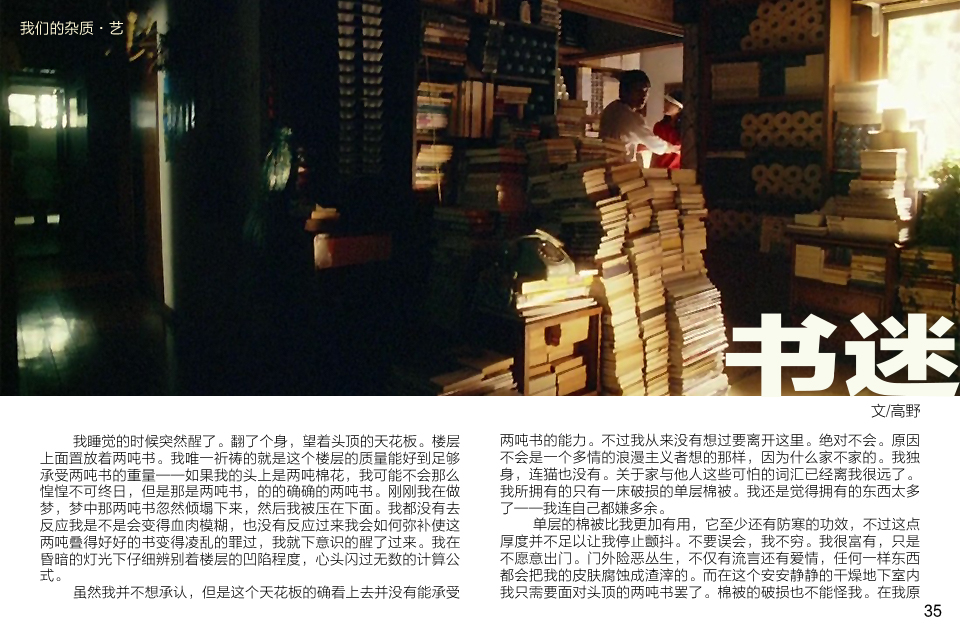 我们的杂质·艺
书迷
文/高野
我睡觉的时候突然醒了。翻了个身，望着头顶的天花板。楼层
上面置放着两吨书。我唯一祈祷的就是这个楼层的质量能好到足够
承受两吨书的重量——如果我的头上是两吨棉花，我可能不会那么
惶惶不可终日，但是那是两吨书，的的确确的两吨书。刚刚我在做
梦，梦中那两吨书忽然倾塌下来，然后我被压在下面。我都没有去
反应我是不是会变得血肉模糊，也没有反应过来我会如何弥补使这
两吨叠得好好的书变得凌乱的罪过，我就下意识的醒了过来。我在
昏暗的灯光下仔细辨别着楼层的凹陷程度，心头闪过无数的计算公
式。
虽然我并不想承认，但是这个天花板的确看上去并没有能承受
两吨书的能力。不过我从来没有想过要离开这里。绝对不会。原因
不会是一个多情的浪漫主义者想的那样，因为什么家不家的。我独
身，连猫也没有。关于家与他人这些可怕的词汇已经离我很远了。
我所拥有的只有一床破损的单层棉被。我还是觉得拥有的东西太多
了——我连自己都嫌多余。
单层的棉被比我更加有用，它至少还有防寒的功效，不过这点
厚度并不足以让我停止颤抖。不要误会，我不穷。我很富有，只是
不愿意出门。门外险恶丛生，不仅有流言还有爱情，任何一样东西
都会把我的皮肤腐蚀成渣滓的。而在这个安安静静的干燥地下室内
我只需要面对头顶的两吨书罢了。棉被的破损也不能怪我。在我原
35